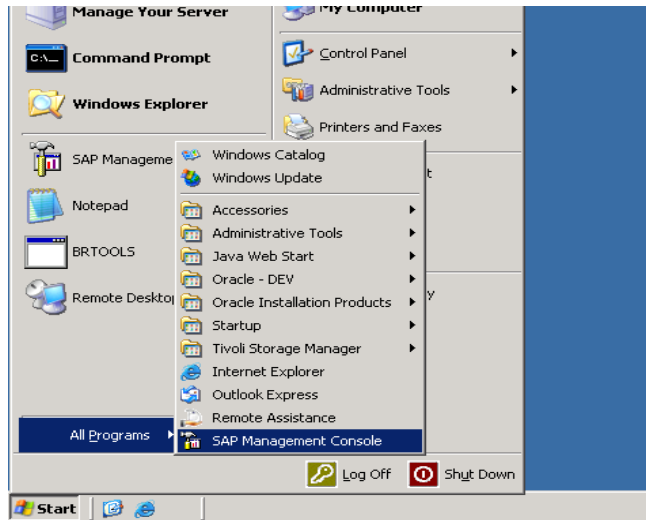 Manage Your Server
My Computer
C:\_
Command Prompt
Control Panel
Windows Explorer
Administrative Tools
Printers and Faxes
SAP Manageme
Windows Catalog
t
Windows Update
Notepad
Accessories
Administrative Tools
BRTOOLS
Java Web Start
Oracle - DEV
Remote Deskto
Oracle Installation Products
y
Startup
Tivoli Storage Manager
Internet Explorer
Outlook Express
Remote Assistance
All Programs
SAP Management Console
Log Off
Shut Down
Start